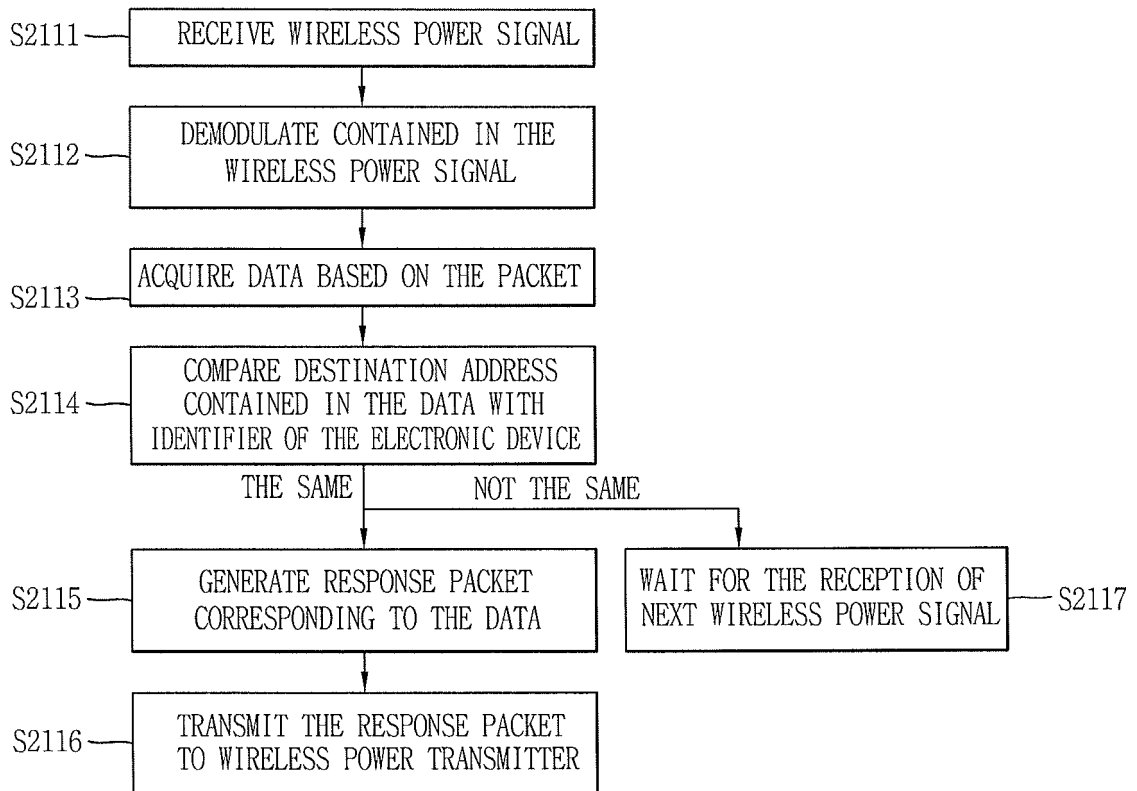 S2111
RECEIVE WIRELESS POWER SIGNAL
S2112
DEMODULATE CONTAINED IN THE
WIRELESS POWER SIGNAL
ACQUIRE DATA BASED ON THE PACKET
S2113
COMPARE DESTINATION ADDRESS
CONTAINED IN THE DATA WITH
IDENTIFIER OF THE ELECTRONIC DEVICE
S2114
THE SAME
NOT THE SAME
S2115
GENERATE RESPONSE PACKET
CORRESPONDING TO THE DATA
WAIT FOR THE RECEPTION OF
NEXT WIRELESS POWER SIGNAL
S2117
S2116
TRANSMIT THE RESPONSE PACKET
TO WIRELESS POWER TRANSMITTER